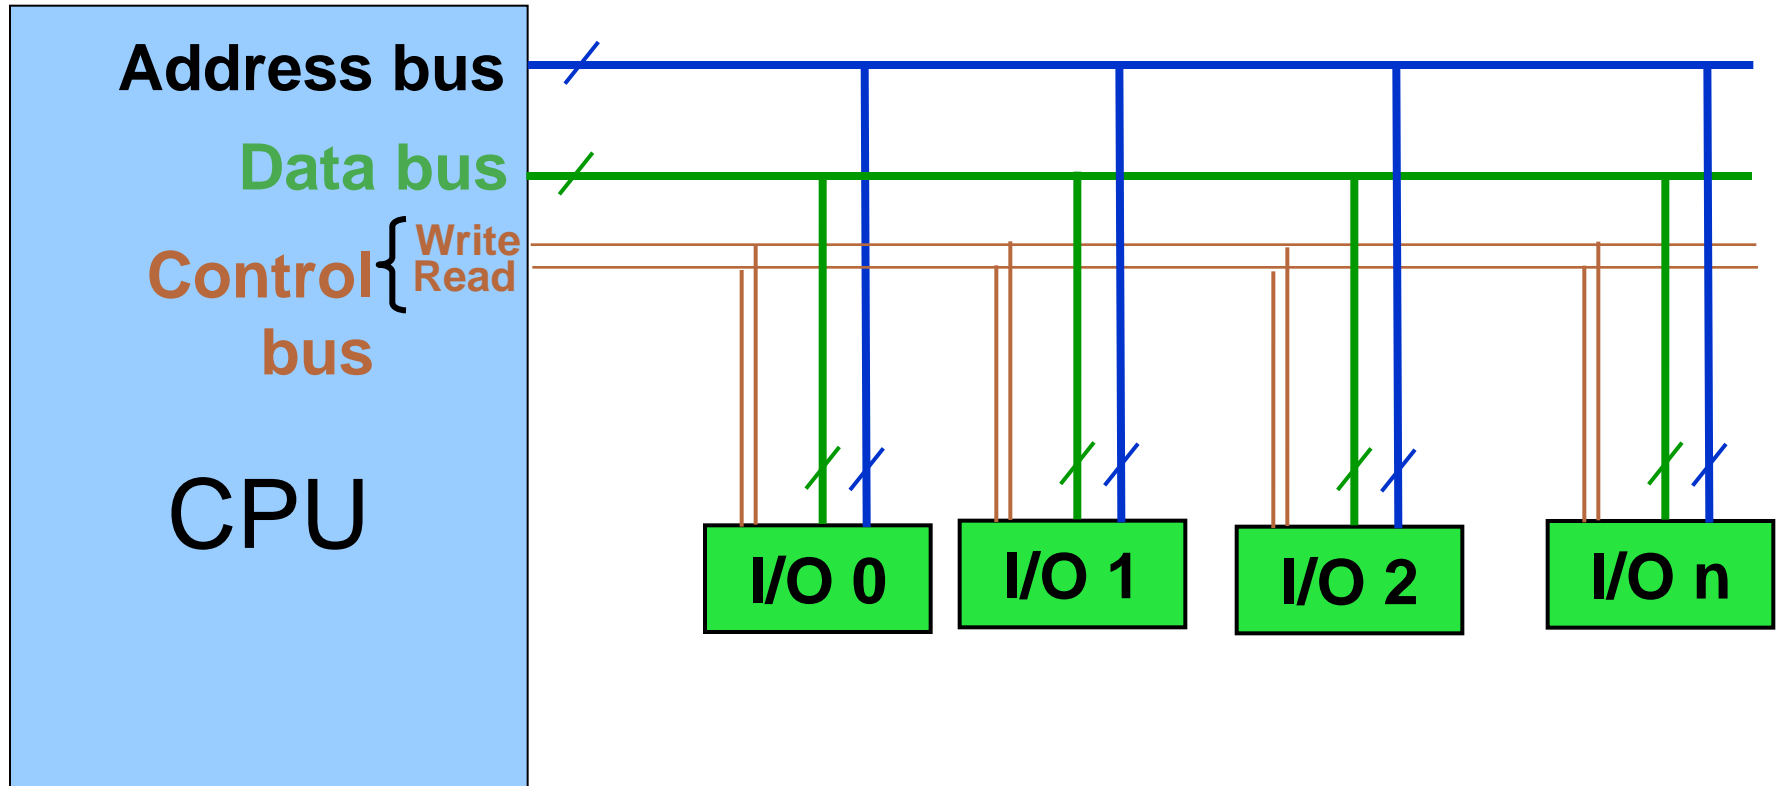 Address bus
Data bus
Write
Control
Read
bus
CPU
I/O 0
I/O 1
I/O 2
I/O n